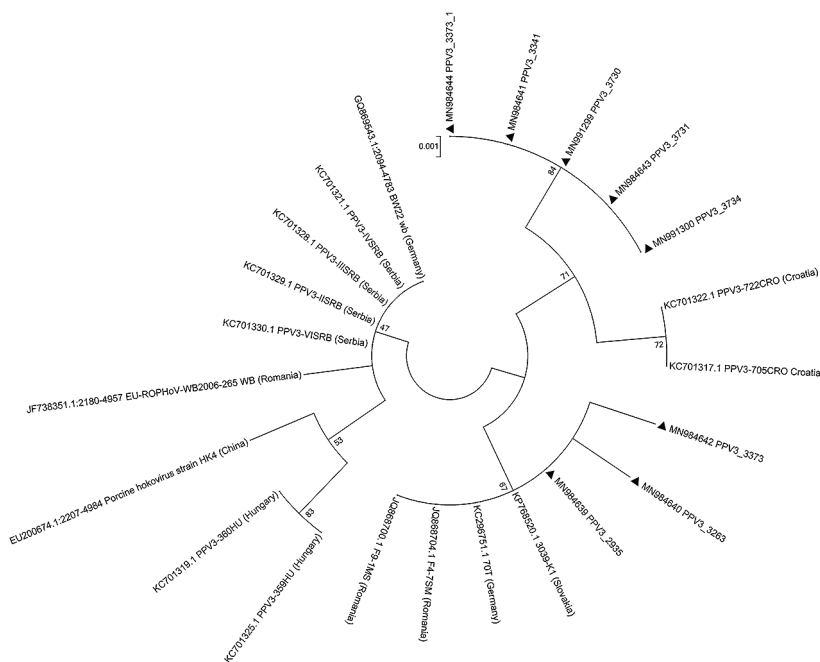 MN984644 PPV3_3373_1
MN984641 PPV3_3341
MN991299 PPV3_3730
MN984643 PPV3_3731
MN991300 PPV3_3734
0.001
84
GQ869543.1:2094-4783 BW22 wb (Germany)
KC701321.1 PPV3-IVSRB (Serbia)
KC701328.1 PPV3-IIISRB (Serbia)
KC701329.1 PPV3-IISRB (Serbia)
KC701330.1 PPV3-VISRB (Serbia)
47
71
KC701322.1 PPV3-722CRO (Croatia)
72
KC701317.1 PPV3-705CRO Croatia
JF738351.1:2180-4957 EU-ROPHoV-WB2006-265 WB (Romania)
53
EU200674.1:2207-4984 Porcine hokovirus strain HK4 (China)
MN984642 PPV3_3373
MN984640 PPV3_3263
MN984639 PPV3_2935
67
KP768520.1 3039-K1 (Slovakia)
KC296751.1 70T (Germany)
JQ868704.1 F4-7SM (Romania)
JQ868700.1 F9-1MS (Romania)
83
KC701319.1 PPV3-360HU (Hungary)
KC701325.1 PPV3-359HU (Hungary)